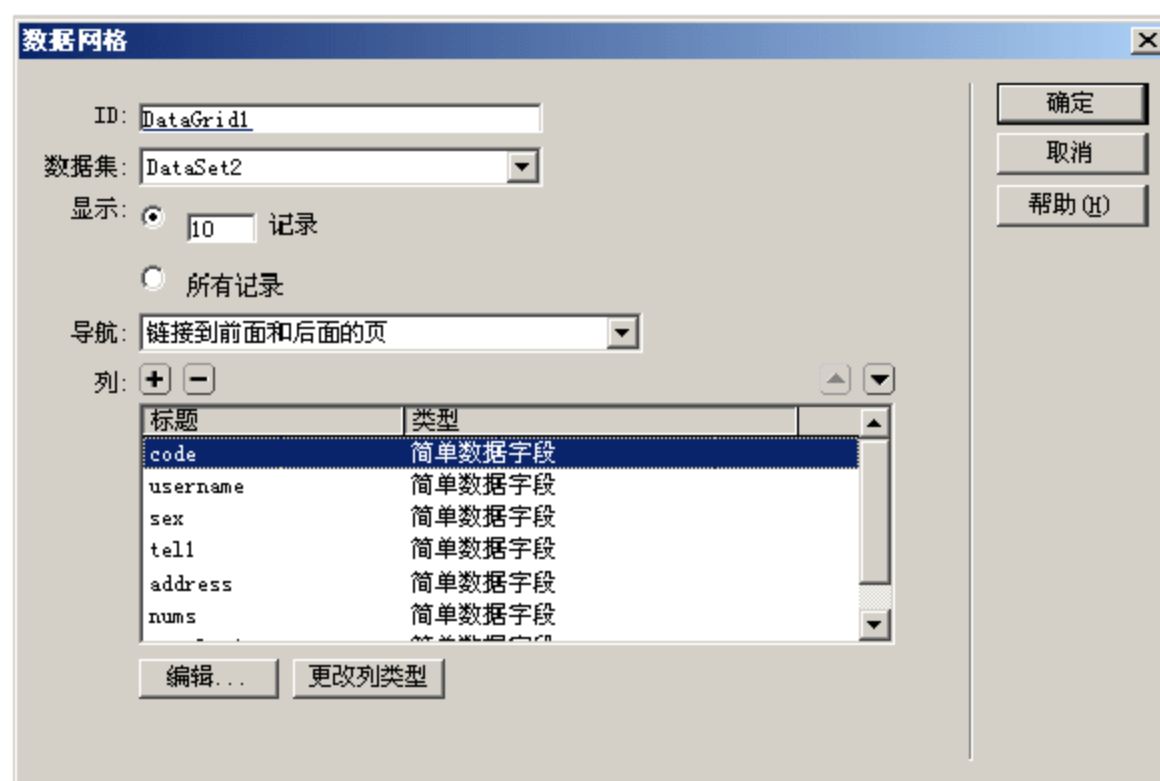 数据网格
ID: DataGrid1
数据集: DataSet2
显示: 10 记录
所有记录
导航: 链接到前面和后面的页
列:
标题 类型
code 简单数据字段
username 简单数据字段
sex 简单数据字段
tel1 简单数据字段
address 简单数据字段
nums 简单数据字段
编辑... 更改列类型
确定
取消
帮助(H)